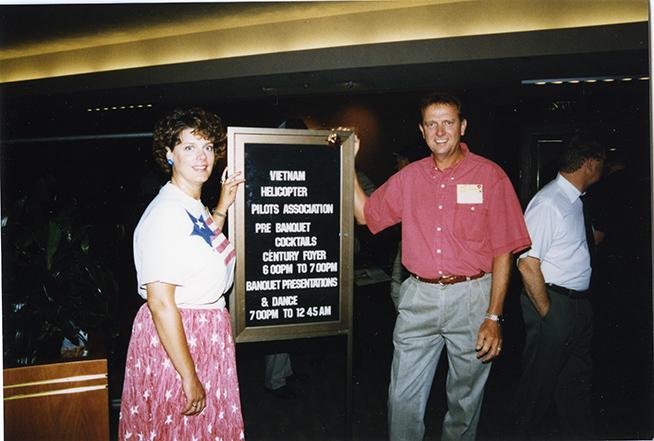 VIETNAM
HELICOPTER
PILOTS ASSOCIATION
PRE BANQUET
COCKTAILS
CENTURY FOYER
6 00PM TO 7 00PM
BANQUET PRESENTATIONS
& DANCE
7 00PM TO 12 45 AM